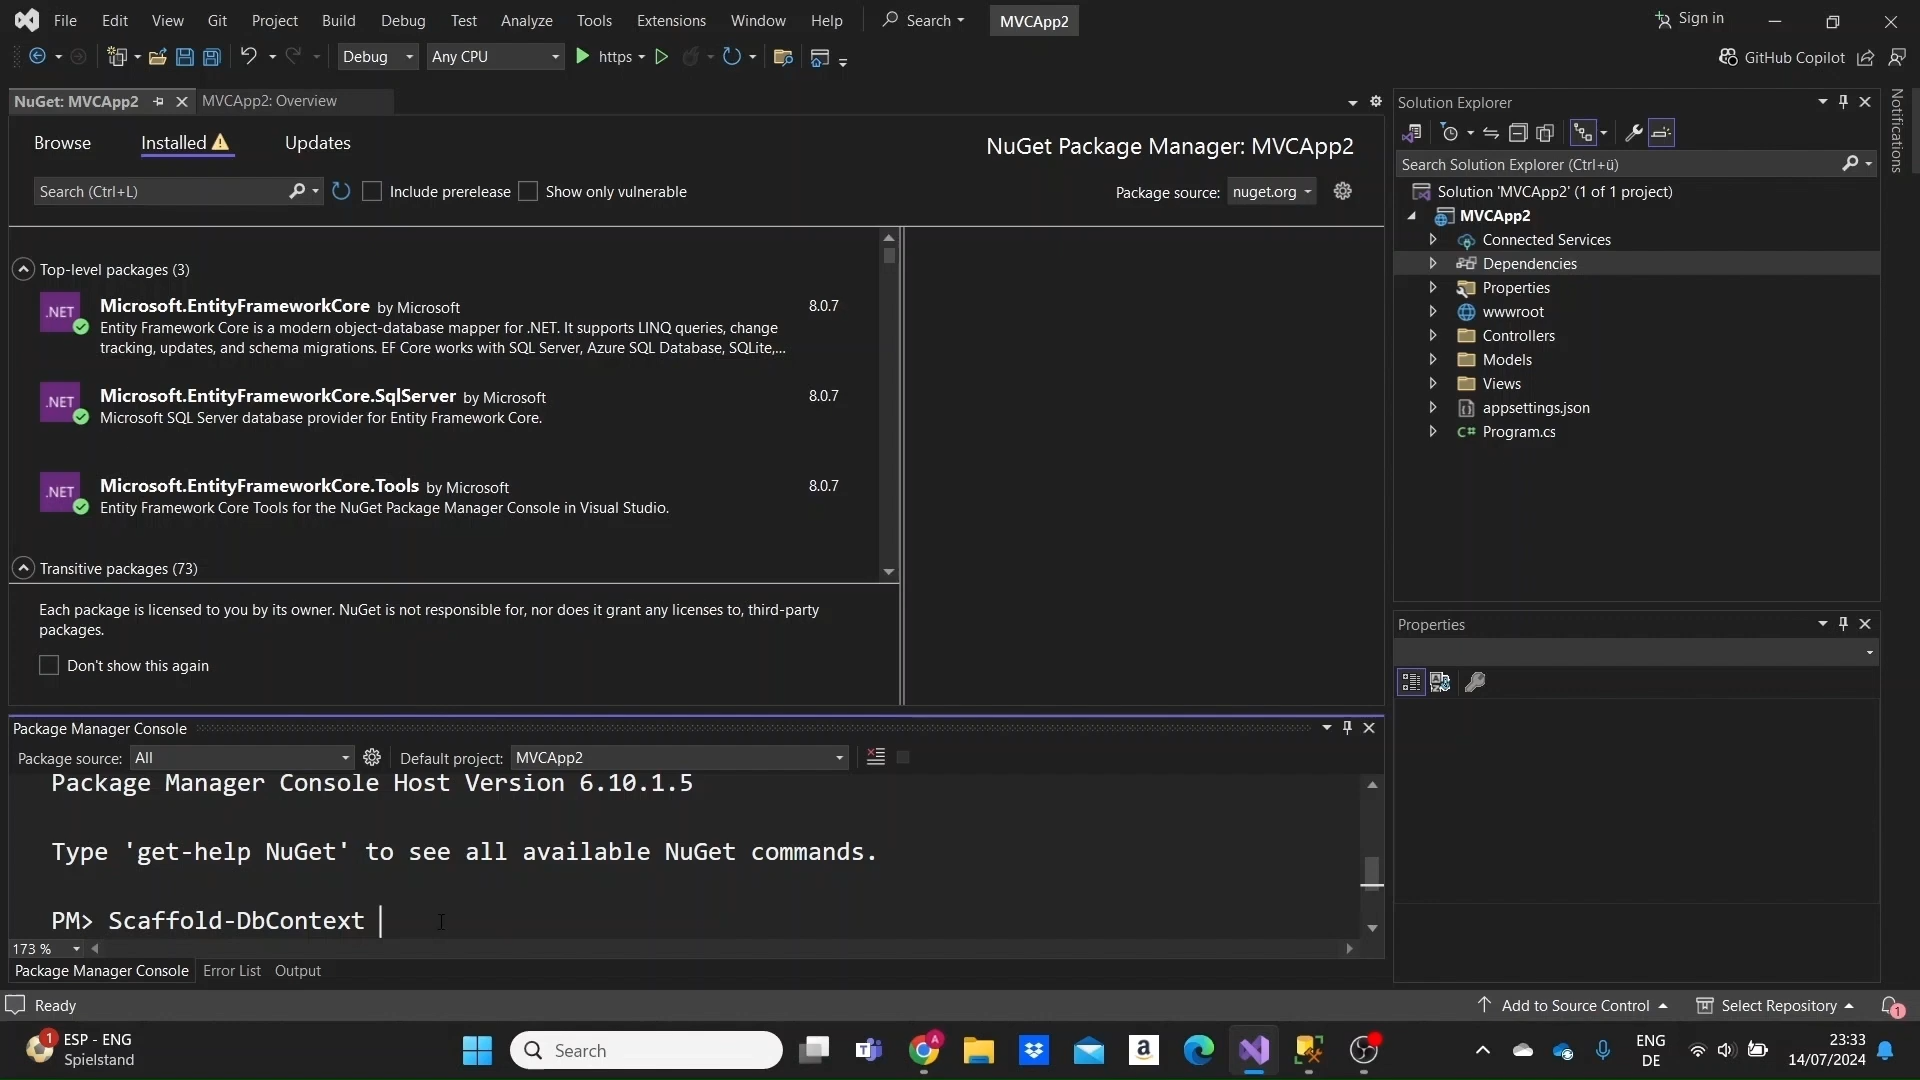 File Edit View Git Project Build Debug Test Analyze Tools Extensions Window Help Search MVCApp2 Sign in
Debug Any CPU https GitHub Copilot
NuGet: MVCApp2 MVCApp2: Overview
Browse Installed Updates
NuGet Package Manager: MVCApp2
Search (Ctrl+L) Include prerelease Show only vulnerable
Package source: nuget.org
Top-level packages (3)
.NET
Microsoft.EntityFrameworkCore by Microsoft 8.0.7
Entity Framework Core is a modern object-database mapper for .NET. It supports LINQ queries, change
tracking, updates, and schema migrations. EF Core works with SQL Server, Azure SQL Database, SQLite,...
.NET
Microsoft.EntityFrameworkCore.SqlServer by Microsoft 8.0.7
Microsoft SQL Server database provider for Entity Framework Core.
.NET
Microsoft.EntityFrameworkCore.Tools by Microsoft 8.0.7
Entity Framework Core Tools for the NuGet Package Manager Console in Visual Studio.
Transitive packages (73)
Each package is licensed to you by its owner. NuGet is not responsible for, nor does it grant any licenses to, third-party
packages.
Don't show this again
Solution Explorer
Search Solution Explorer (Ctrl+ü)
Solution 'MVCApp2' (1 of 1 project)
MVCApp2
Connected Services
Dependencies
Properties
wwwroot
Controllers
Models
Views
appsettings.json
C# Program.cs
Notifications
Properties
Package Manager Console
Package source: All Default project: MVCApp2
Package Manager Console Host Version 6.10.1.5
Type 'get-help NuGet' to see all available NuGet commands.
PM> Scaffold-DbContext
173 %
Package Manager Console Error List Output
Ready Add to Source Control Select Repository 1
1 ESP - ENG
Spielstand
Search
A
a
ENG
DE
23:33
14/07/2024